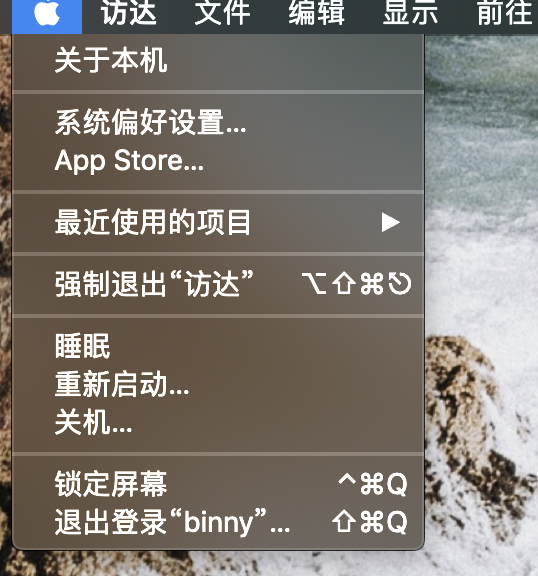 访达 文件 编辑 显示 前往
关于本机
系统偏好设置...
App Store...
最近使用的项目 ▶
强制退出“访达” ⌥⇧⌘⎋
睡眠
重新启动...
关机...
锁定屏幕 ^⌘Q
退出登录“binny”... ⇧⌘Q